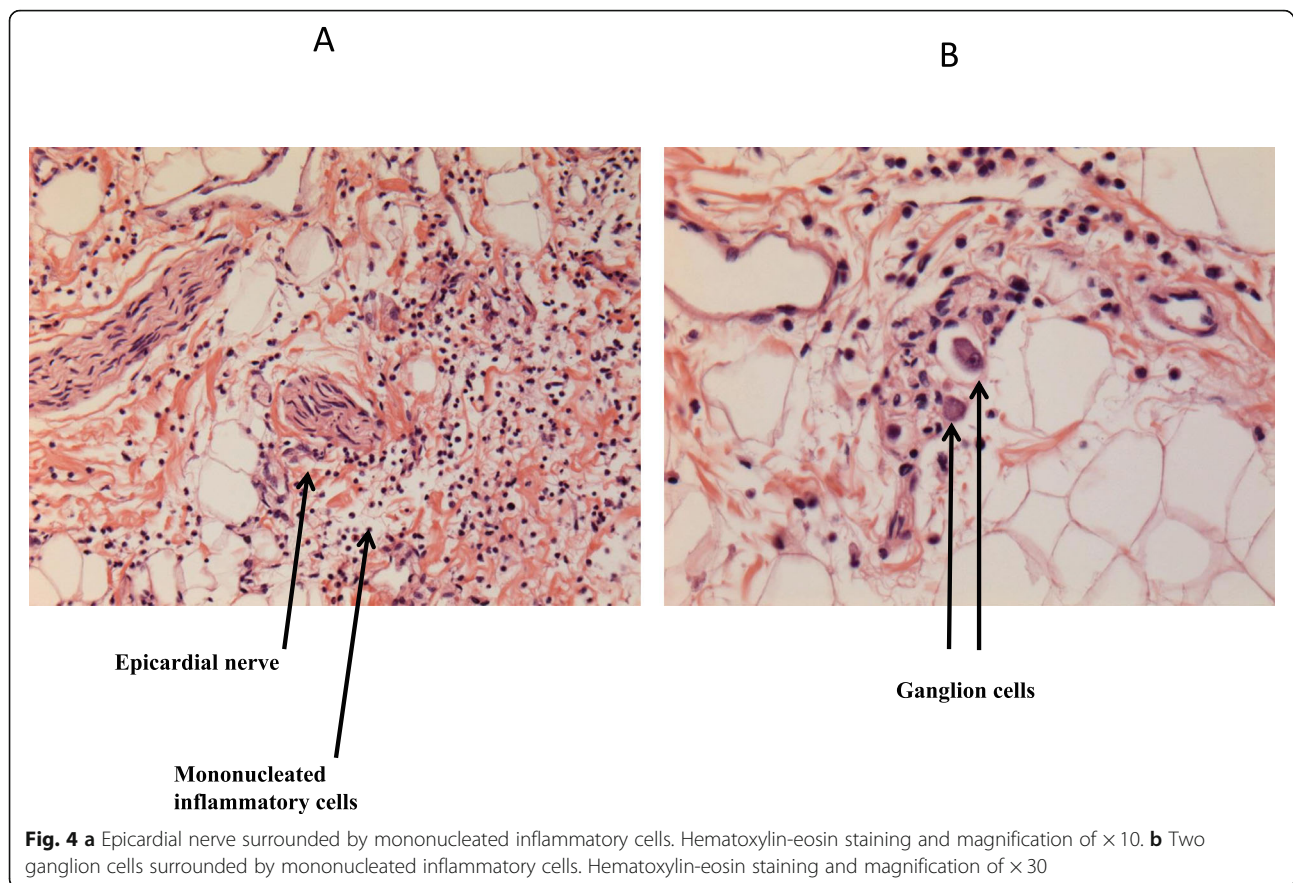 A
B
Epicardial nerve
Mononucleated
inflammatory cells
Ganglion cells
Fig. 4 a Epicardial nerve surrounded by mononucleated inflammatory cells. Hematoxylin-eosin staining and magnification of × 10. b Two
ganglion cells surrounded by mononucleated inflammatory cells. Hematoxylin-eosin staining and magnification of × 30